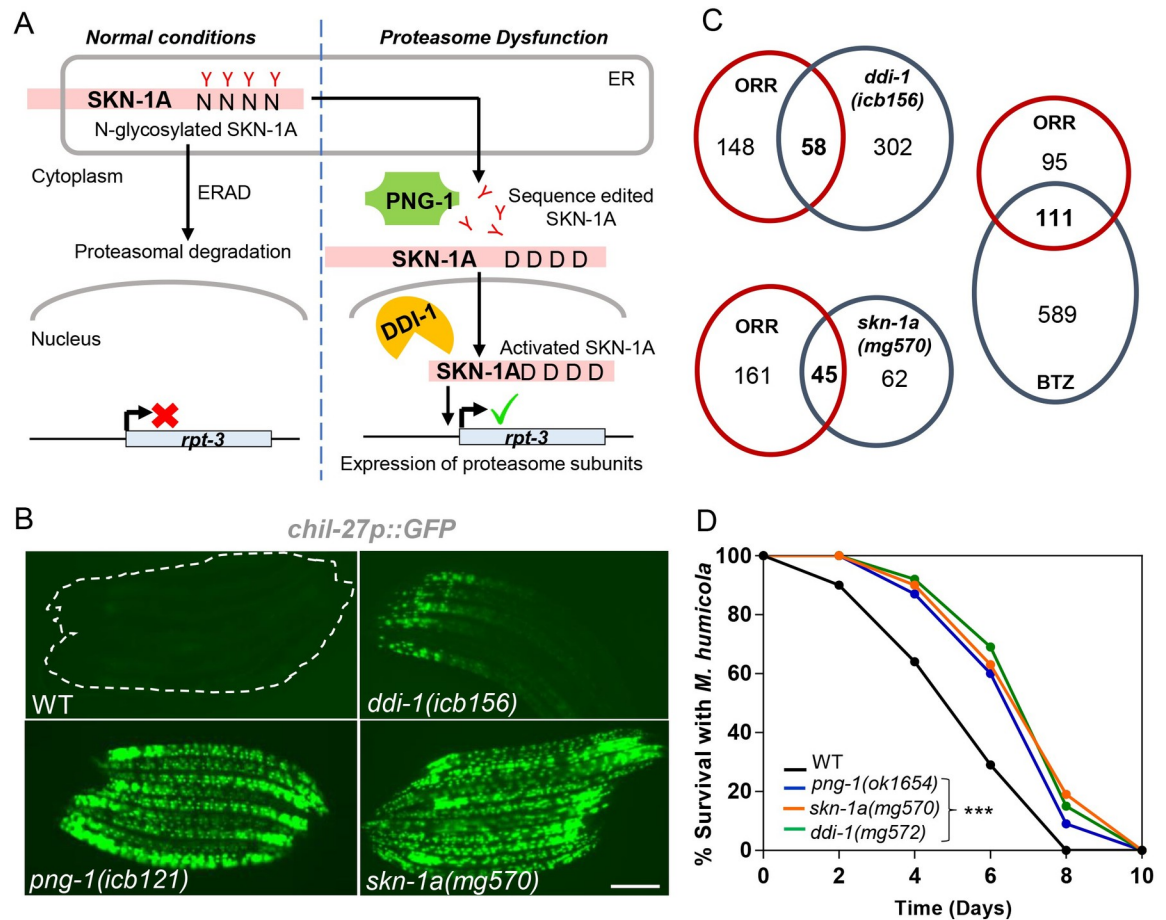 A
Normal conditions
Proteasome Dysfunction
ER
Y Y Y Y
SKN-1A N N N N
N-glycosylated SKN-1A
Cytoplasm
ERAD
Proteasomal degradation
PNG-1
Y Y Y Y
Sequence edited
SKN-1A
SKN-1A D D D D
Nucleus
DDI-1
Activated SKN-1A
SKN-1A D D D D
rpt-3
rpt-3
Expression of proteasome subunits
B
chil-27p::GFP
WT
ddi-1(icb156)
png-1(icb121)
skn-1a(mg570)
C
ORR
ddi-1
(icb156)
148
58
302
ORR
95
111
589
BTZ
ORR
skn-1a
(mg570)
161
45
62
D
% Survival with M. humicola
100
80
60
40
20
0
WT
png-1(ok1654)
skn-1a(mg570)
ddi-1(mg572)
***
0 2 4 6 8 10
Time (Days)